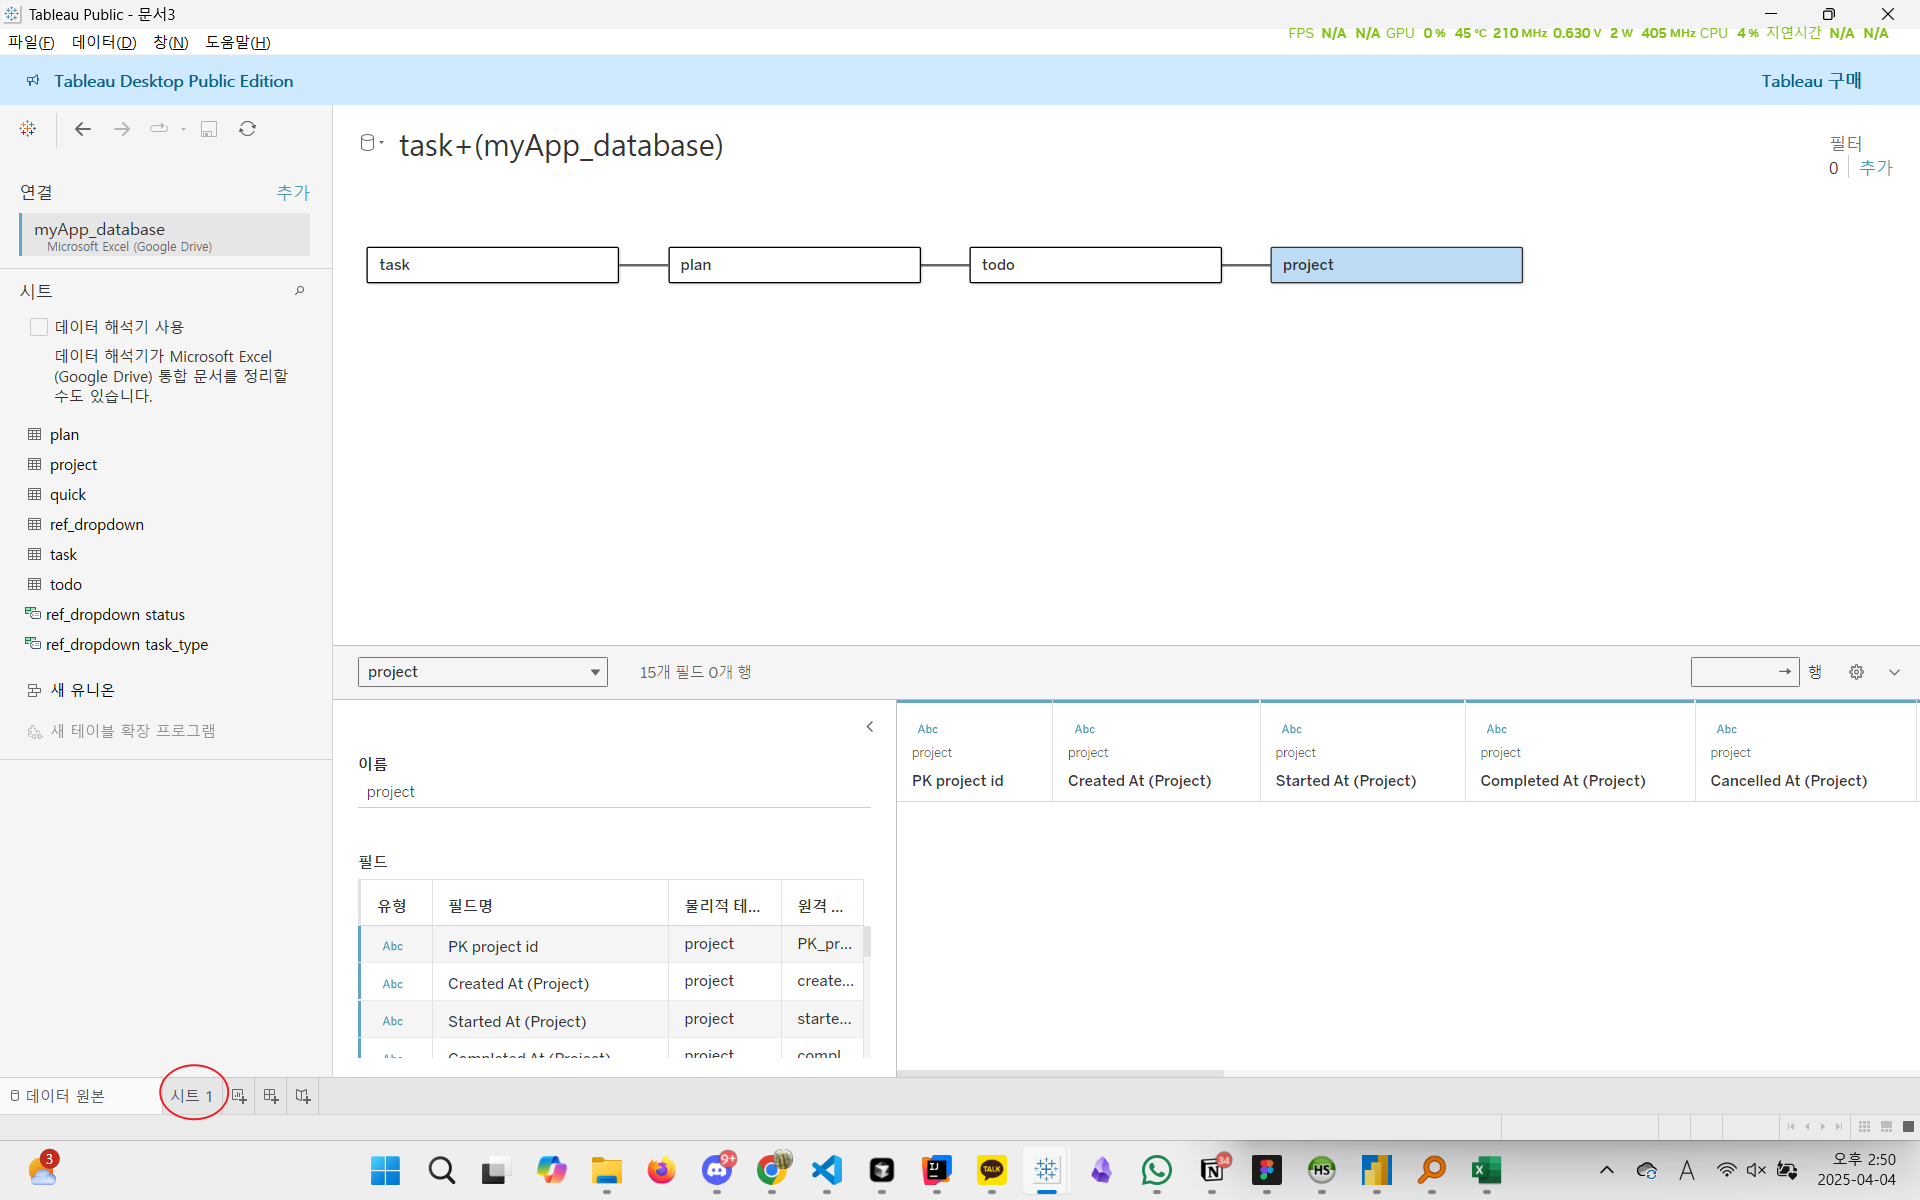 Tableau Public - 문서3
파일(F) 데이터(D) 창(N) 도움말(H)
FPS N/A N/A GPU 0 % 45 °C 210 MHz 0.630 V 2 W 405 MHz CPU 4 % 지연시간 N/A N/A
Tableau Desktop Public Edition
Tableau 구매
연결
추가
myApp_database
Microsoft Excel (Google Drive)
시트
데이터 해석기 사용
데이터 해석기가 Microsoft Excel
(Google Drive) 통합 문서를 정리할
수도 있습니다.
plan
project
quick
ref_dropdown
task
todo
ref_dropdown status
ref_dropdown task_type
새 유니온
새 테이블 확장 프로그램
task+(myApp_database)
필터
0 추가
task
plan
todo
project
project
15개 필드 0개 행
→ 행
이름
project
필드
유형 필드명 물리적 테... 원격 ...
Abc PK project id project PK_pr...
Abc Created At (Project) project create...
Abc Started At (Project) project starte...
Abc Completed At (Project) project compl
Abc
project
PK project id
Abc
project
Created At (Project)
Abc
project
Started At (Project)
Abc
project
Completed At (Project)
Abc
project
Cancelled At (Project)
데이터 원본
시트 1
3
9+
IJ
TALK
34
HS
A
오후 2:50
2025-04-04